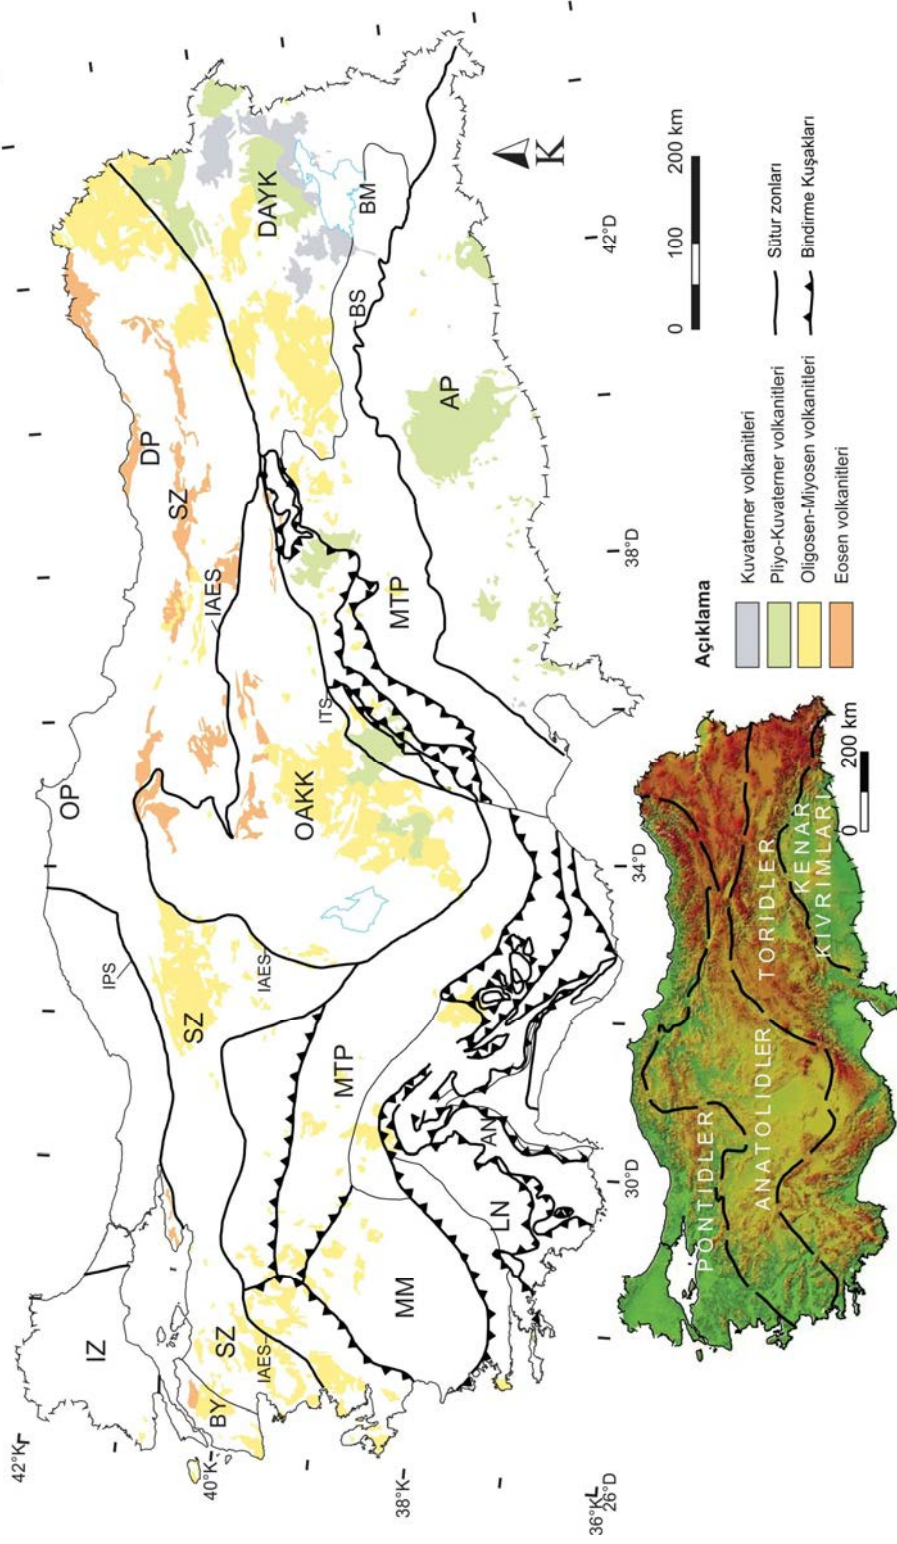 42°K
40°K
38°K
36°K
26°D
30°D
34°D
38°D
42°D
IZ
BY
SZ
IAES
MM
LN
AN
MTP
SZ
IPS
IAES
OP
OAKK
ITS
IAES
SZ
DP
MTP
AP
BS
BM
DAYK
K
0 100 200 km
Açıklama
Kuvaterner volkanitleri
Pliyo-Kuvaterner volkanitleri
Oligosen-Miyosen volkanitleri
Eosen volkanitleri
Sütur zonları
Bindirme Kuşakları
PONTIDLER
ANATOLIDLER
TORIDLER
KENAR
KIVRIMLARI
0 200 km